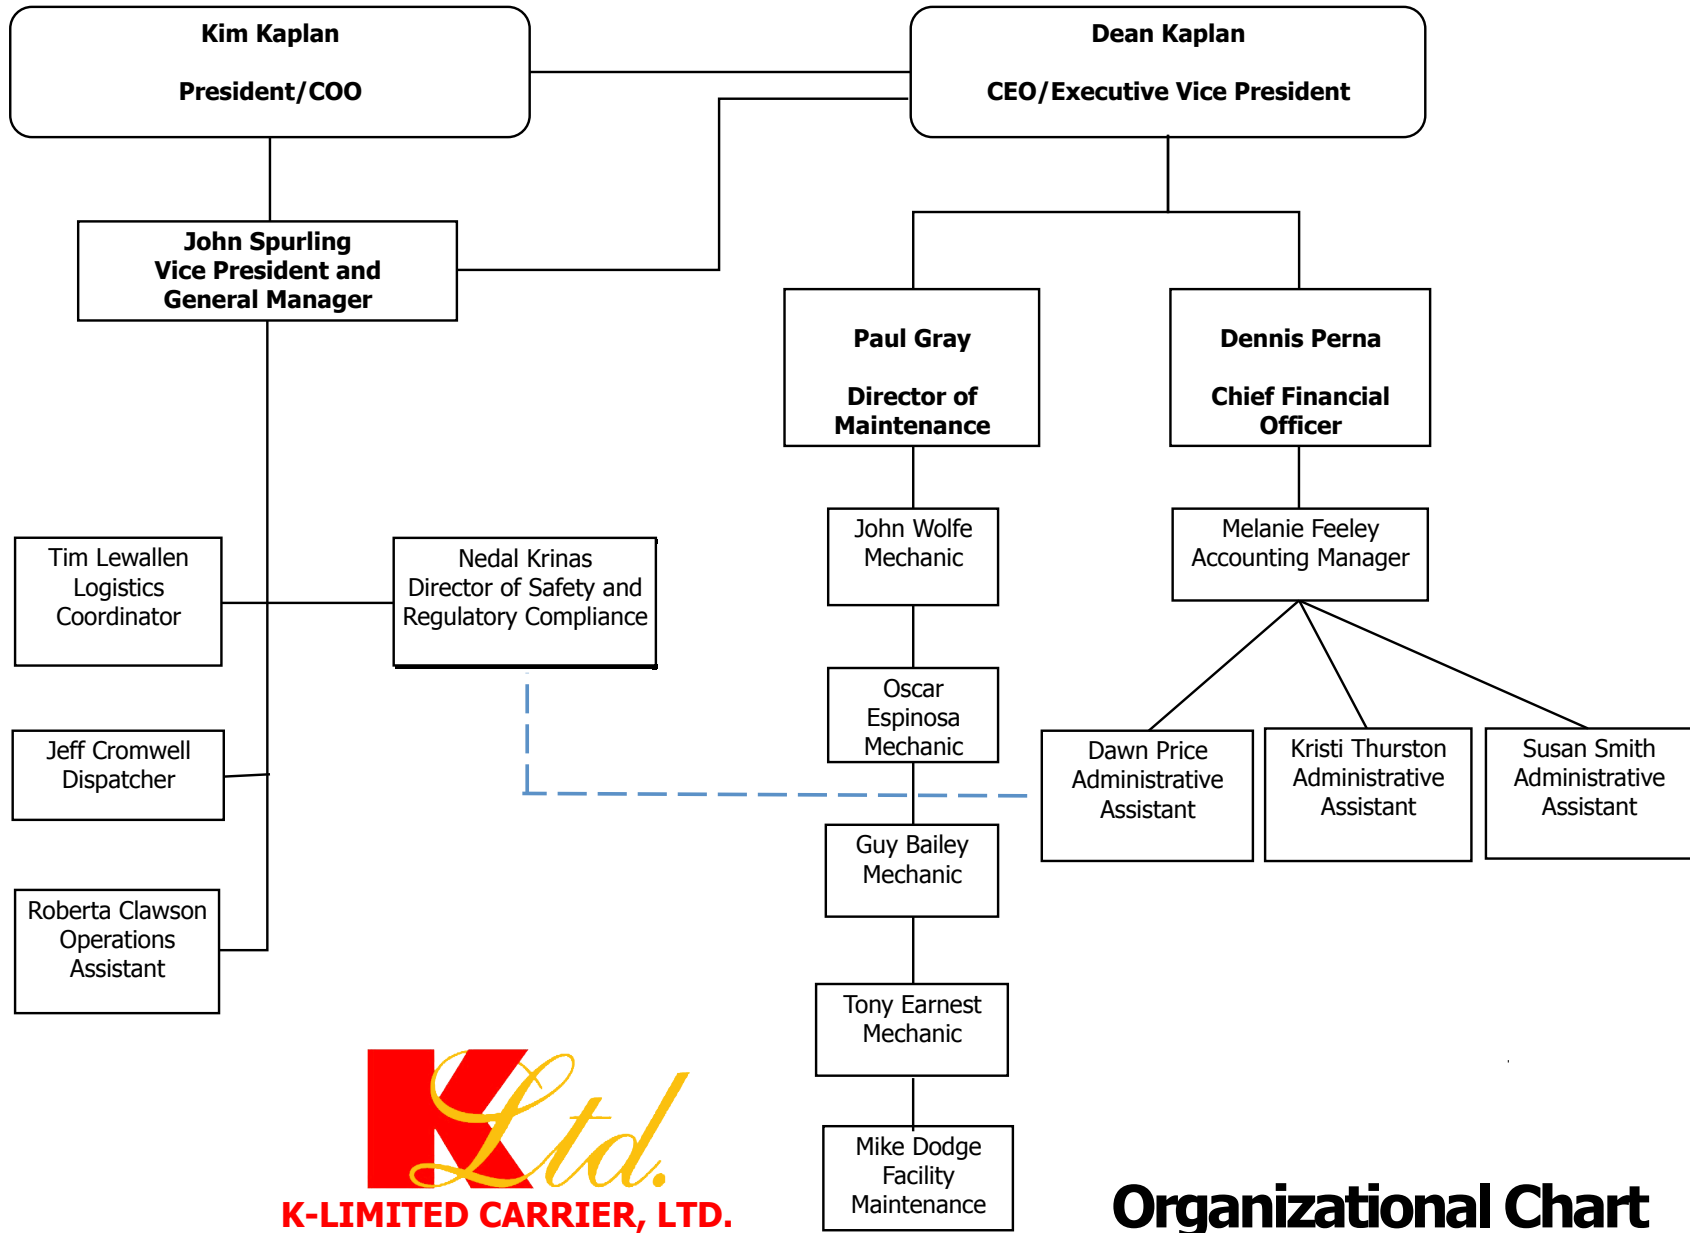 Kim Kaplan
President/COO
Dean Kaplan
CEO/Executive Vice President
John Spurling
Vice President and
General Manager
Paul Gray
Director of
Maintenance
Dennis Perna
Chief Financial
Officer
Tim Lewallen
Logistics
Coordinator
Nedal Krinas
Director of Safety and
Regulatory Compliance
John Wolfe
Mechanic
Melanie Feeley
Accounting Manager
Oscar
Espinosa
Mechanic
Jeff Cromwell
Dispatcher
Dawn Price
Administrative
Assistant
Kristi Thurston
Administrative
Assistant
Susan Smith
Administrative
Assistant
Guy Bailey
Mechanic
Roberta Clawson
Operations
Assistant
Tony Earnest
Mechanic
Mike Dodge
Facility
Maintenance
K Ltd.
K-LIMITED CARRIER, LTD.
Organizational Chart